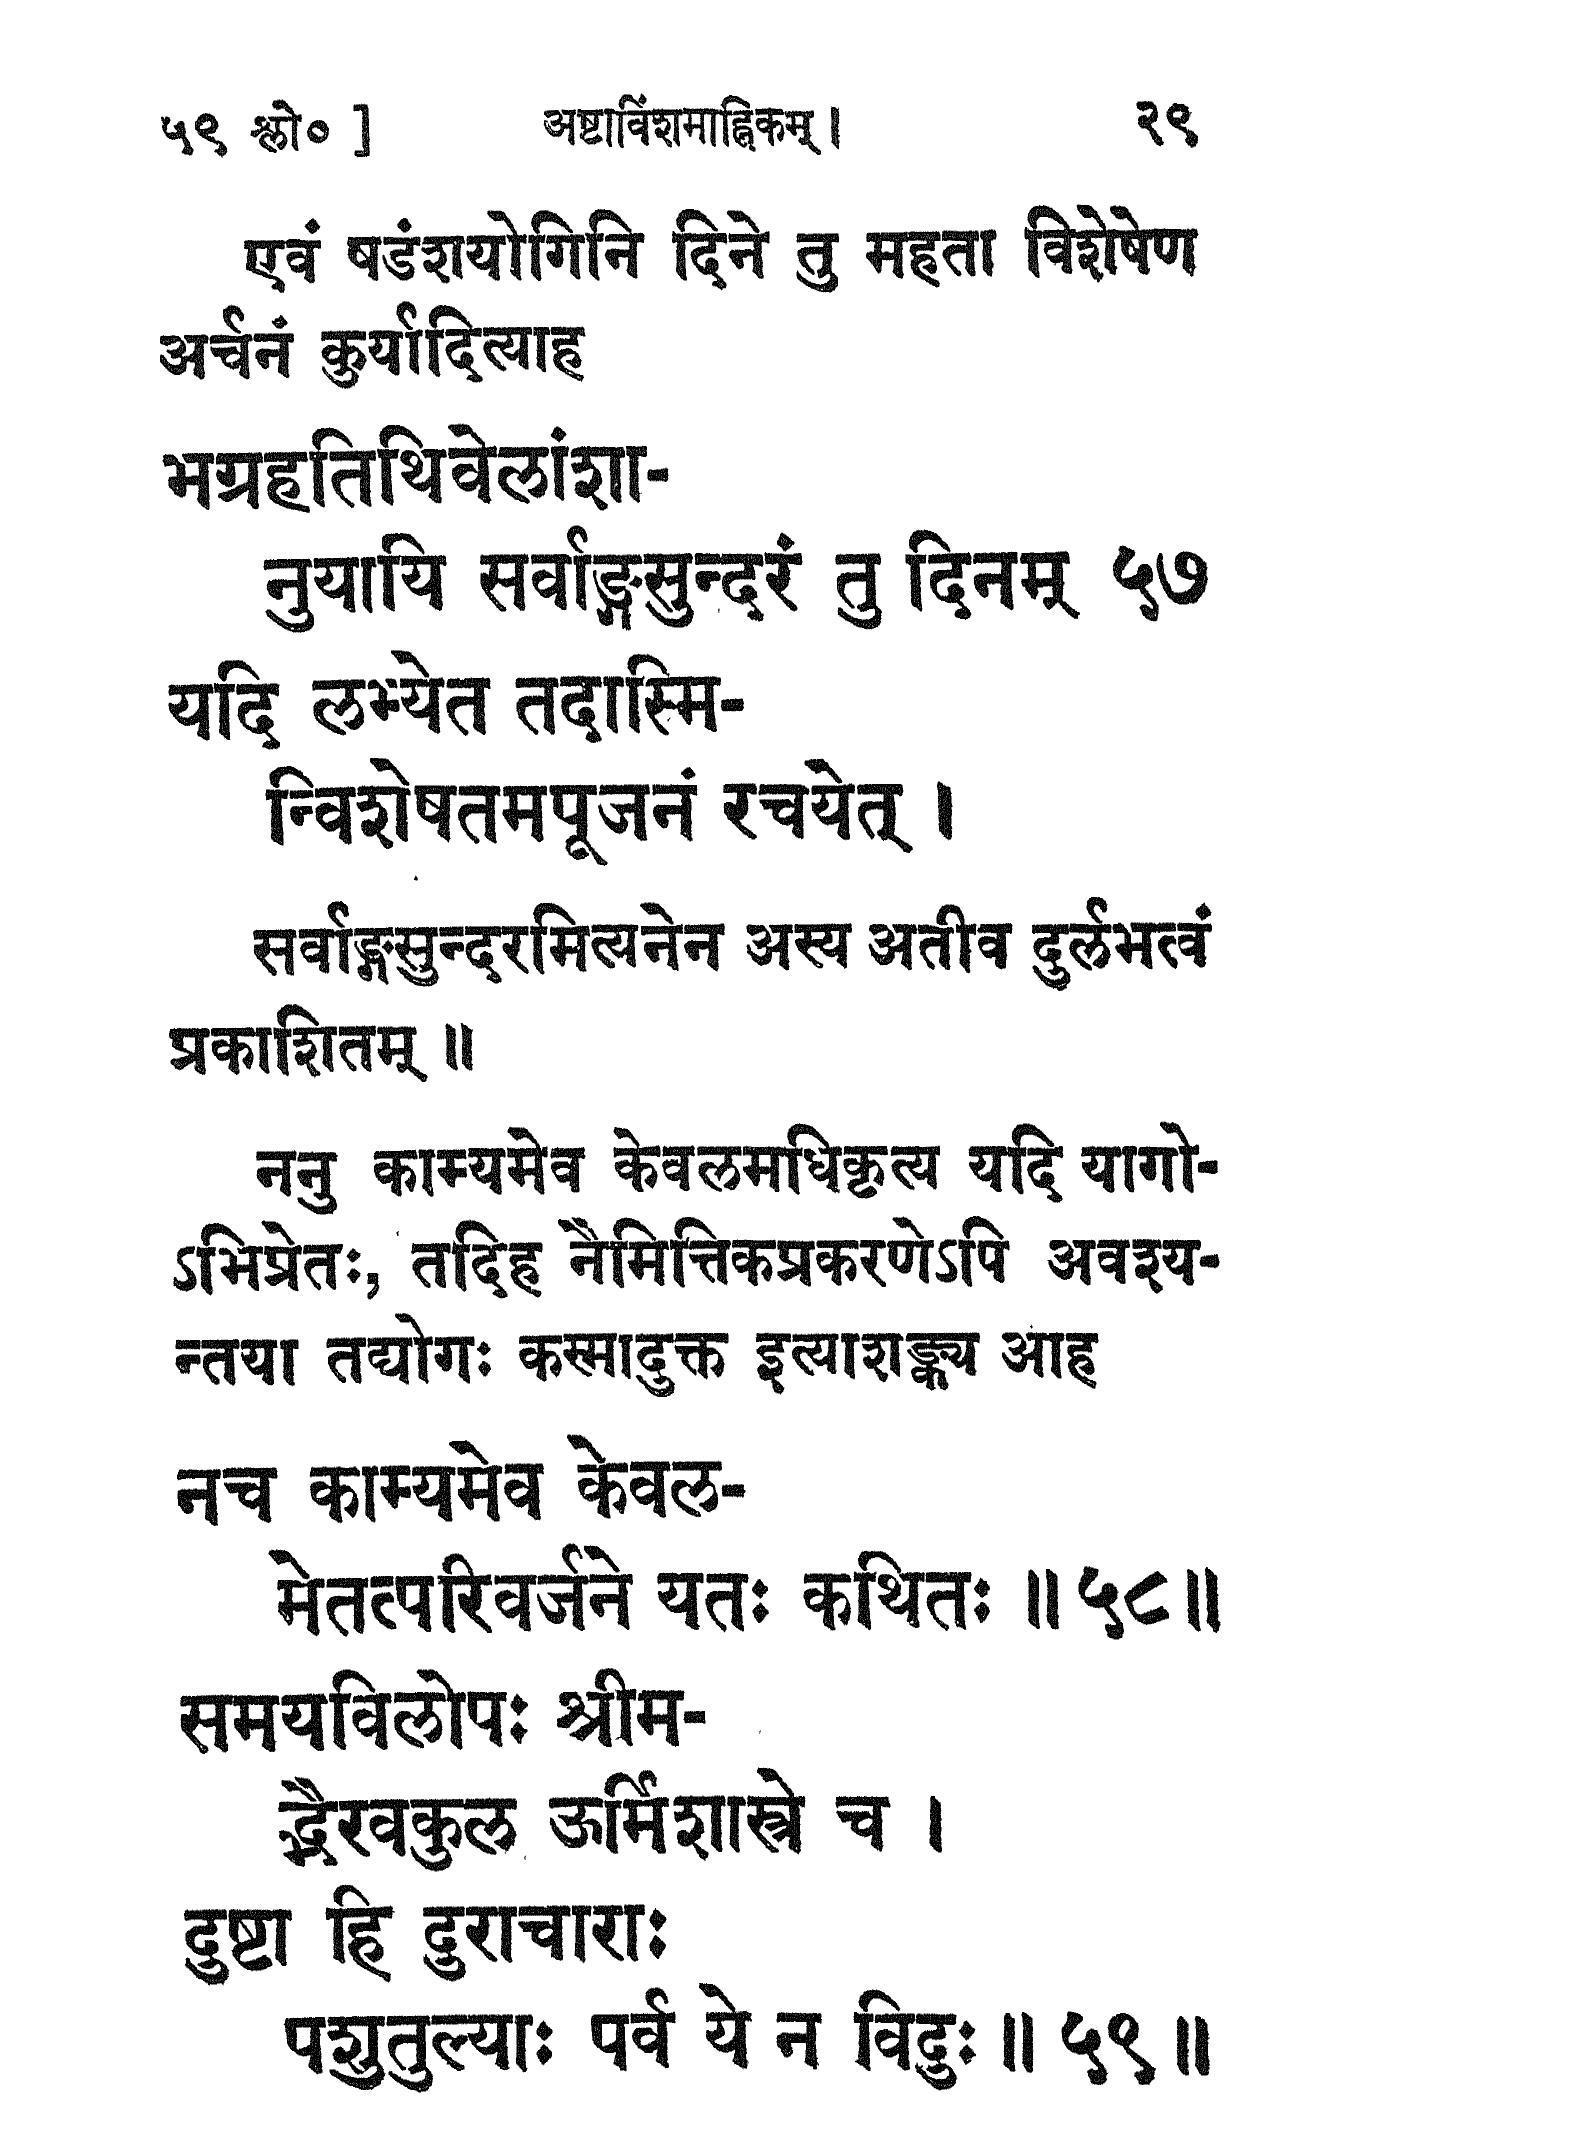 ५९ श्लो० ] अष्टाविंशमाह्निकम् । २९
एवं षडंशयोगिनि दिने तु महता विशेषेण
अर्चनं कुर्यादित्याह
भग्रहतिथिवेलांशा-
नुयायि सर्वाङ्गसुन्दरं तु दिनम् ५७
यदि लभ्येत तदास्मि-
न्विशेषतमपूजनं रचयेत् ।
सर्वाङ्गसुन्दरमित्यनेन अस्य अतीव दुर्लभत्वं
प्रकाशितम् ॥
ननु काम्यमेव केवलमधिकृत्य यदि यागो-
ऽभिप्रेतः, तदिह नैमित्तिकप्रकरणेऽपि अवश्य-
न्तया तद्योगः कस्मादुक्त इत्याशङ्क्य आह
नच काम्यमेव केवल-
मेतत्परिवर्जने यतः कथितः ॥ ५८ ॥
समयविलोपः श्रीम-
द्भैरवकुल ऊर्मिशास्त्रे च ।
दुष्टा हि दुराचाराः
पशुतुल्याः पर्व ये न विदुः ॥ ५९ ॥